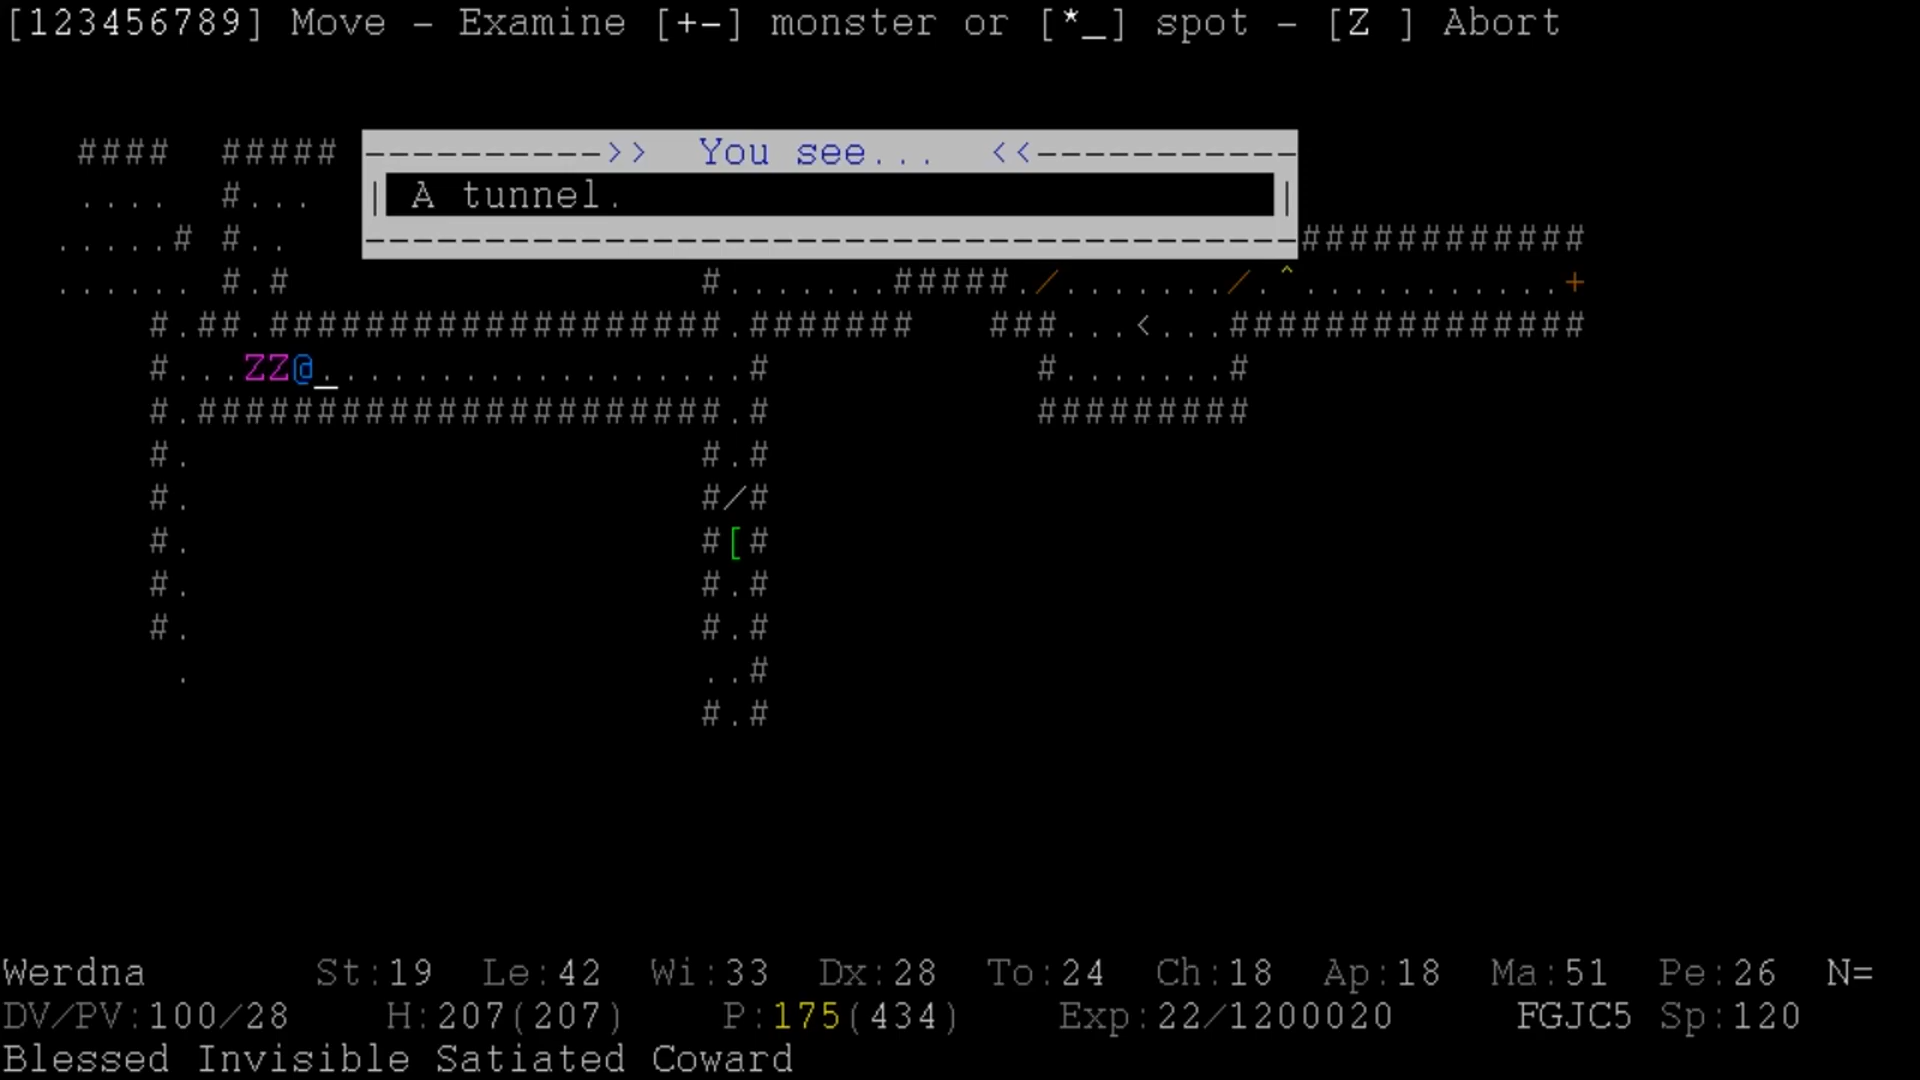 [123456789] Move - Examine [+-] monster or [*_] spot - [Z ] Abort
####  ##### ----------->>  You see...  <<-----------
.... #... | A tunnel. |
.....# #.. --------------------------------------############
...... #.# #.......#####./......./.^..........+
#.##.###################.####### ###...<...###############
#...ZZ@_.................# #.......#
#.######################.# #########
#. #.#
#. #/#
#. #[#
#. #.#
#. #.#
. ..#
#.#
Werdna St:19 Le:42 Wi:33 Dx:28 To:24 Ch:18 Ap:18 Ma:51 Pe:26 N=
DV/PV:100/28 H:207(207) P:175(434) Exp:22/1200020 FGJC5 Sp:120
Blessed Invisible Satiated Coward